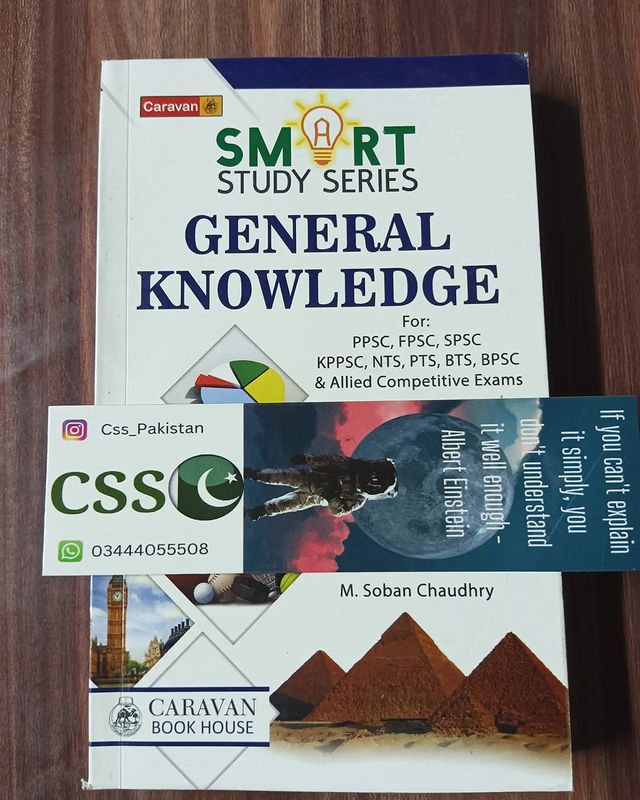 Caravan
SMART
STUDY SERIES
GENERAL
KNOWLEDGE
For:
PPSC, FPSC, SPSC
KPPSC, NTS, PTS, BTS, BPSC
& Allied Competitive Exams
Css_Pakistan
CSS
03444055508
If you can't explain
it simply, you
don't understand
it well enough -
Albert Einstein
M. Soban Chaudhry
CARAVAN
BOOK HOUSE